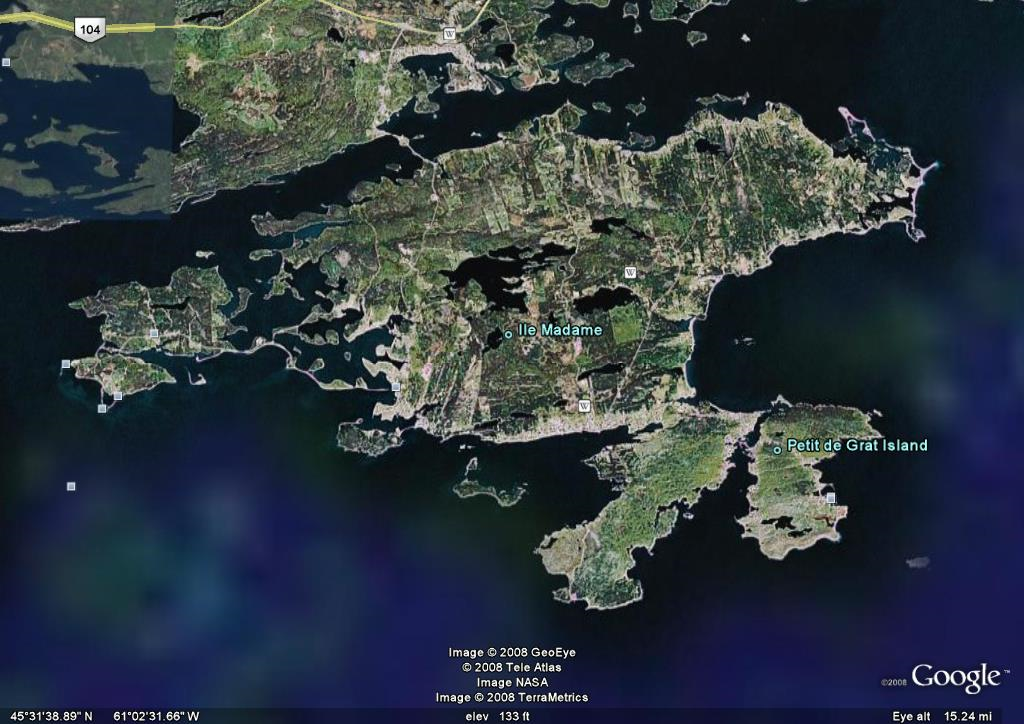 104
W
W
Ile Madame
W
Petit de Grat Island
Image © 2008 GeoEye
© 2008 Tele Atlas
Image NASA
Image © 2008 TerraMetrics
©2008 Google™
45°31'38.89" N 61°02'31.66" W elev 133 ft Eye alt 15.24 mi